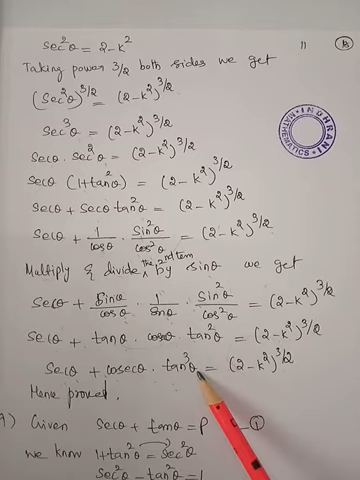 sec²θ = 2-k²
11
Taking power 3/2 both sides we get
(sec²θ)^3/2 = (2-k²)^3/2
sec³θ = (2-k²)^3/2
secθ . sec²θ = (2-k²)^3/2
secθ (1+tan²θ) = (2-k²)^3/2
secθ + secθ tan²θ = (2-k²)^3/2
secθ + 1/cosθ . sin²θ/cos²θ = (2-k²)^3/2
Multiply & divide the 2nd term by sinθ we get
secθ + sinθ/cosθ . 1/sinθ . sin²θ/cos²θ = (2-k²)^3/2
secθ + tanθ . cosecθ . tan²θ = (2-k²)^3/2
secθ + cosecθ . tan³θ = (2-k²)^3/2
Hence proved.
Given secθ + tanθ = P - ①
we know 1+tan²θ = sec²θ
sec²θ - tan²θ = 1
INDHRANI
MATHEMATICS